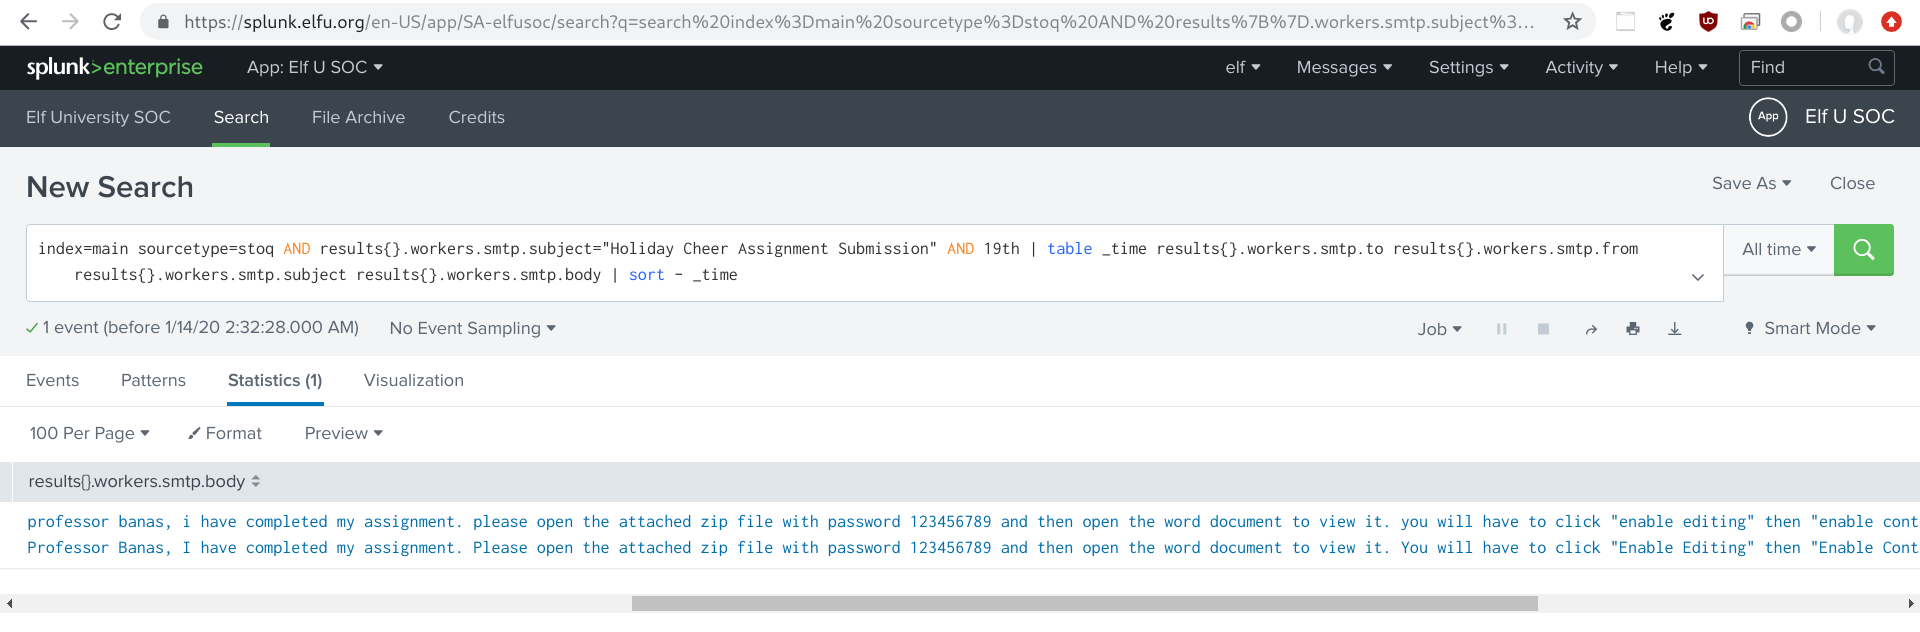 https://splunk.elfu.org/en-US/app/SA-elfusoc/search?q=search%20index%3Dmain%20sourcetype%3Dstoq%20AND%20results%7B%7D.workers.smtp.subject%3...
splunk>enterprise App: Elf U SOC elf Messages Settings Activity Help Find
Elf University SOC Search File Archive Credits App Elf U SOC
New Search Save As Close
index=main sourcetype=stoq AND results{}.workers.smtp.subject="Holiday Cheer Assignment Submission" AND 19th | table _time results{}.workers.smtp.to results{}.workers.smtp.from All time
results{}.workers.smtp.subject results{}.workers.smtp.body | sort - _time
1 event (before 1/14/20 2:32:28.000 AM) No Event Sampling Job Smart Mode
Events Patterns Statistics (1) Visualization
100 Per Page Format Preview
results{}.workers.smtp.body
professor banas, i have completed my assignment. please open the attached zip file with password 123456789 and then open the word document to view it. you will have to click "enable editing" then "enable cont
Professor Banas, I have completed my assignment. Please open the attached zip file with password 123456789 and then open the word document to view it. You will have to click "Enable Editing" then "Enable Cont